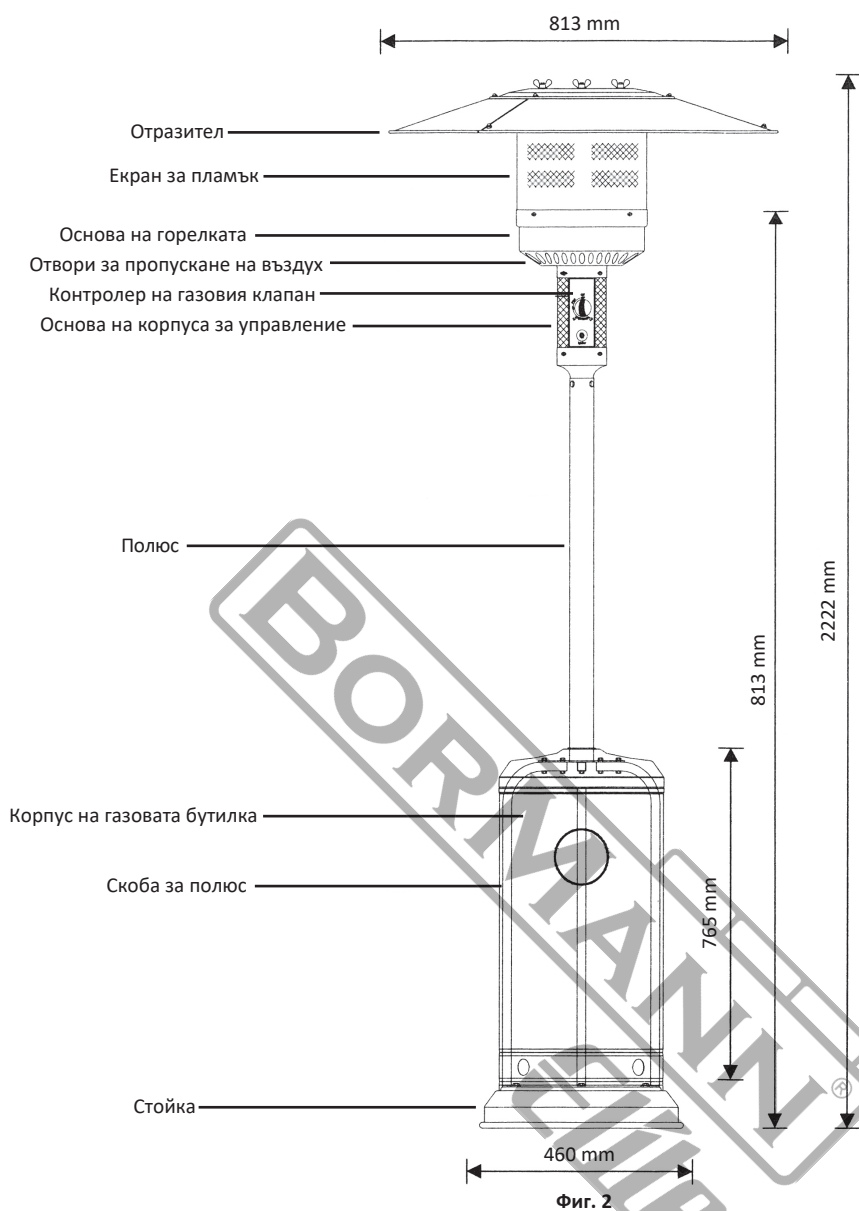 813 mm
Отразител
Екран за пламък
Основа на горелката
Отвори за пропускане на въздух
Контролер на газовия клапан
Основа на корпуса за управление
Полюс
2222 mm
813 mm
Корпус на газовата бутилка
Скоба за полюс
765 mm
Стойка
460 mm
Фиг. 2
BORMANN®
Elite